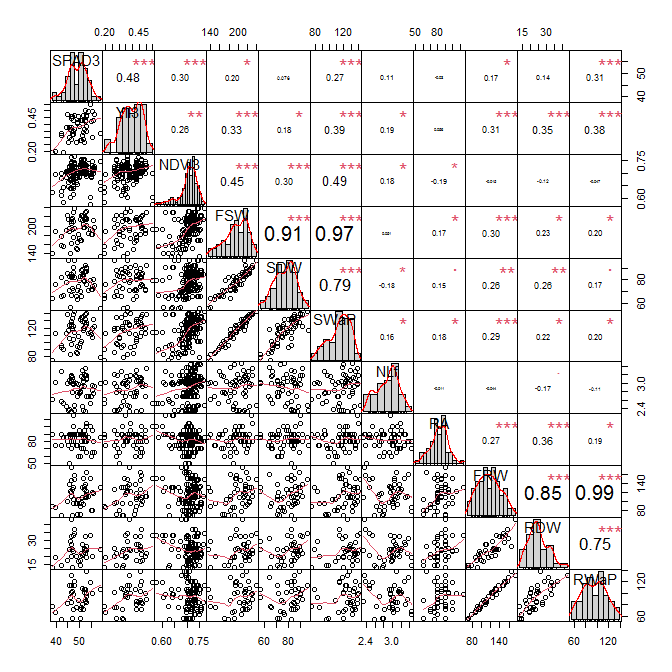 0.20 0.45 140 200 80 120 50 80 15 30
SPAD3 0.48 *** 0.30 *** 0.20 * 0.076 0.27 *** 0.11 0.17 * 0.14 0.31 *** 40 50
0.20 0.45 0.26 ** 0.33 *** 0.18 * 0.39 *** 0.19 * 0.31 *** 0.35 *** 0.38 ***
0.45 *** 0.30 *** 0.49 *** 0.18 * -0.19 * 0.60 0.75
140 200 FSW 0.91 *** 0.97 *** 0.17 * 0.30 *** 0.23 * 0.20 *
0.79 *** -0.18 * 0.15 . 0.26 ** 0.26 ** 0.17 . 60 80
80 120 SWaP 0.16 * 0.18 * 0.29 *** 0.22 * 0.20 *
-0.17 . 2.4 3.0
50 80 RA 0.27 *** 0.36 *** 0.19 *
0.85 *** 0.99 *** 80 140
15 30 RDW 0.75 ***
RWaP 60 120
40 50 0.60 0.75 60 80 2.4 3.0 80 140 60 120